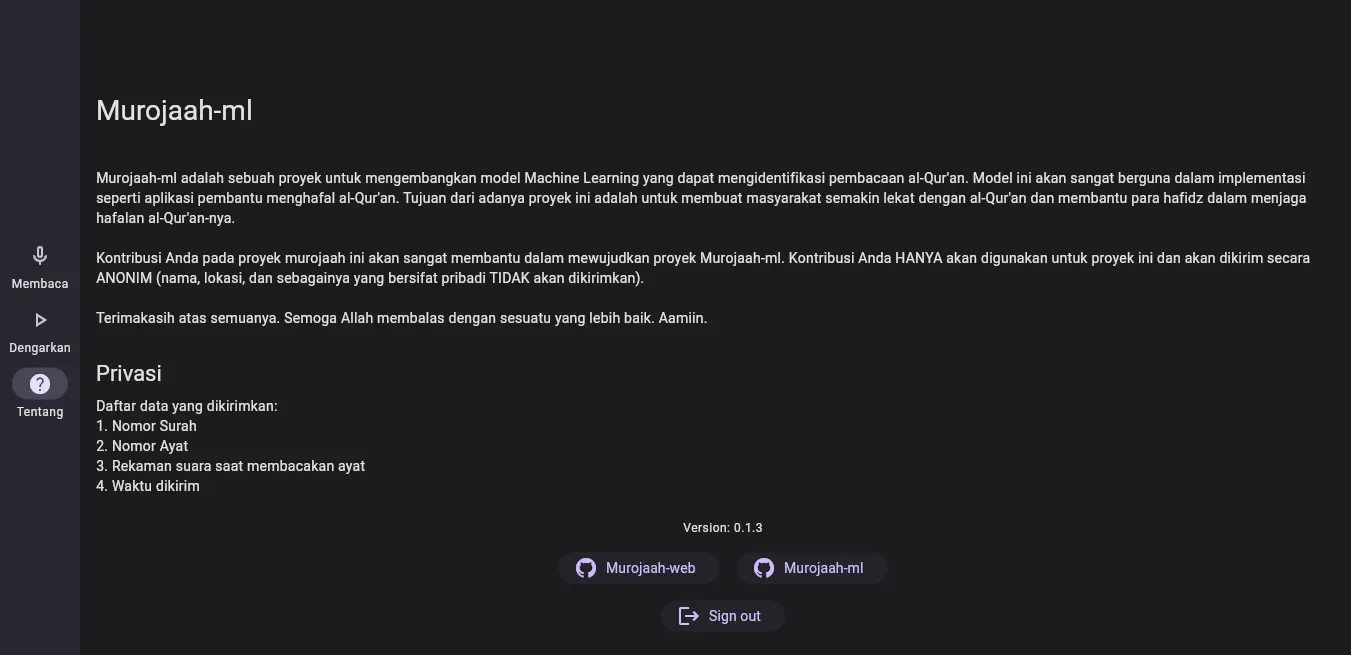 Murojaah-ml
Murojaah-ml adalah sebuah proyek untuk mengembangkan model Machine Learning yang dapat mengidentifikasi pembacaan al-Qur'an. Model ini akan sangat berguna dalam implementasi
seperti aplikasi pembantu menghafal al-Qur'an. Tujuan dari adanya proyek ini adalah untuk membuat masyarakat semakin lekat dengan al-Qur'an dan membantu para hafidz dalam menjaga
hafalan al-Qur'an-nya.
Kontribusi Anda pada proyek murojaah ini akan sangat membantu dalam mewujudkan proyek Murojaah-ml. Kontribusi Anda HANYA akan digunakan untuk proyek ini dan akan dikirim secara
ANONIM (nama, lokasi, dan sebagainya yang bersifat pribadi TIDAK akan dikirimkan).
Terimakasih atas semuanya. Semoga Allah membalas dengan sesuatu yang lebih baik. Aamiin.
Membaca
Dengarkan
Tentang
Privasi
Daftar data yang dikirimkan:
1. Nomor Surah
2. Nomor Ayat
3. Rekaman suara saat membacakan ayat
4. Waktu dikirim
Version: 0.1.3
Murojaah-web
Murojaah-ml
Sign out